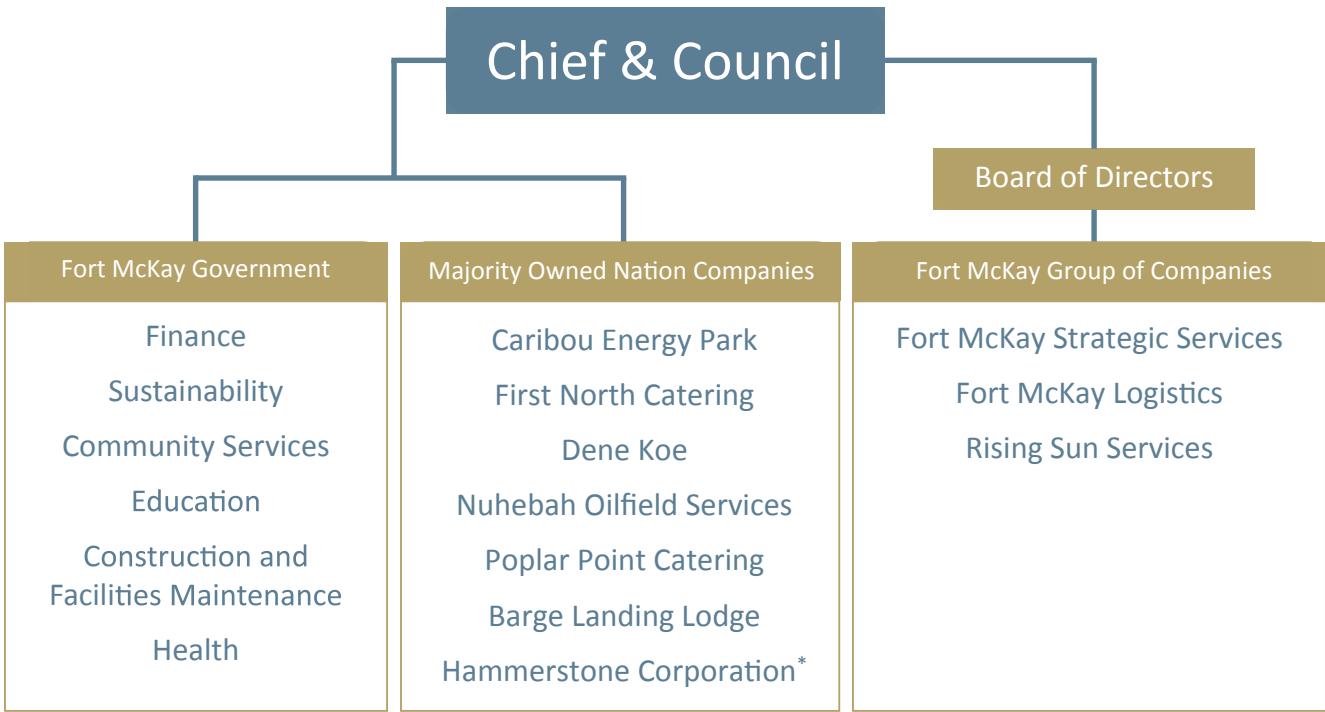 Chief & Council
Board of Directors
Fort McKay Government
Finance
Sustainability
Community Services
Education
Construction and
Facilities Maintenance
Health
Majority Owned Nation Companies
Caribou Energy Park
First North Catering
Dene Koe
Nuhebah Oilfield Services
Poplar Point Catering
Barge Landing Lodge
Hammerstone Corporation*
Fort McKay Group of Companies
Fort McKay Strategic Services
Fort McKay Logistics
Rising Sun Services